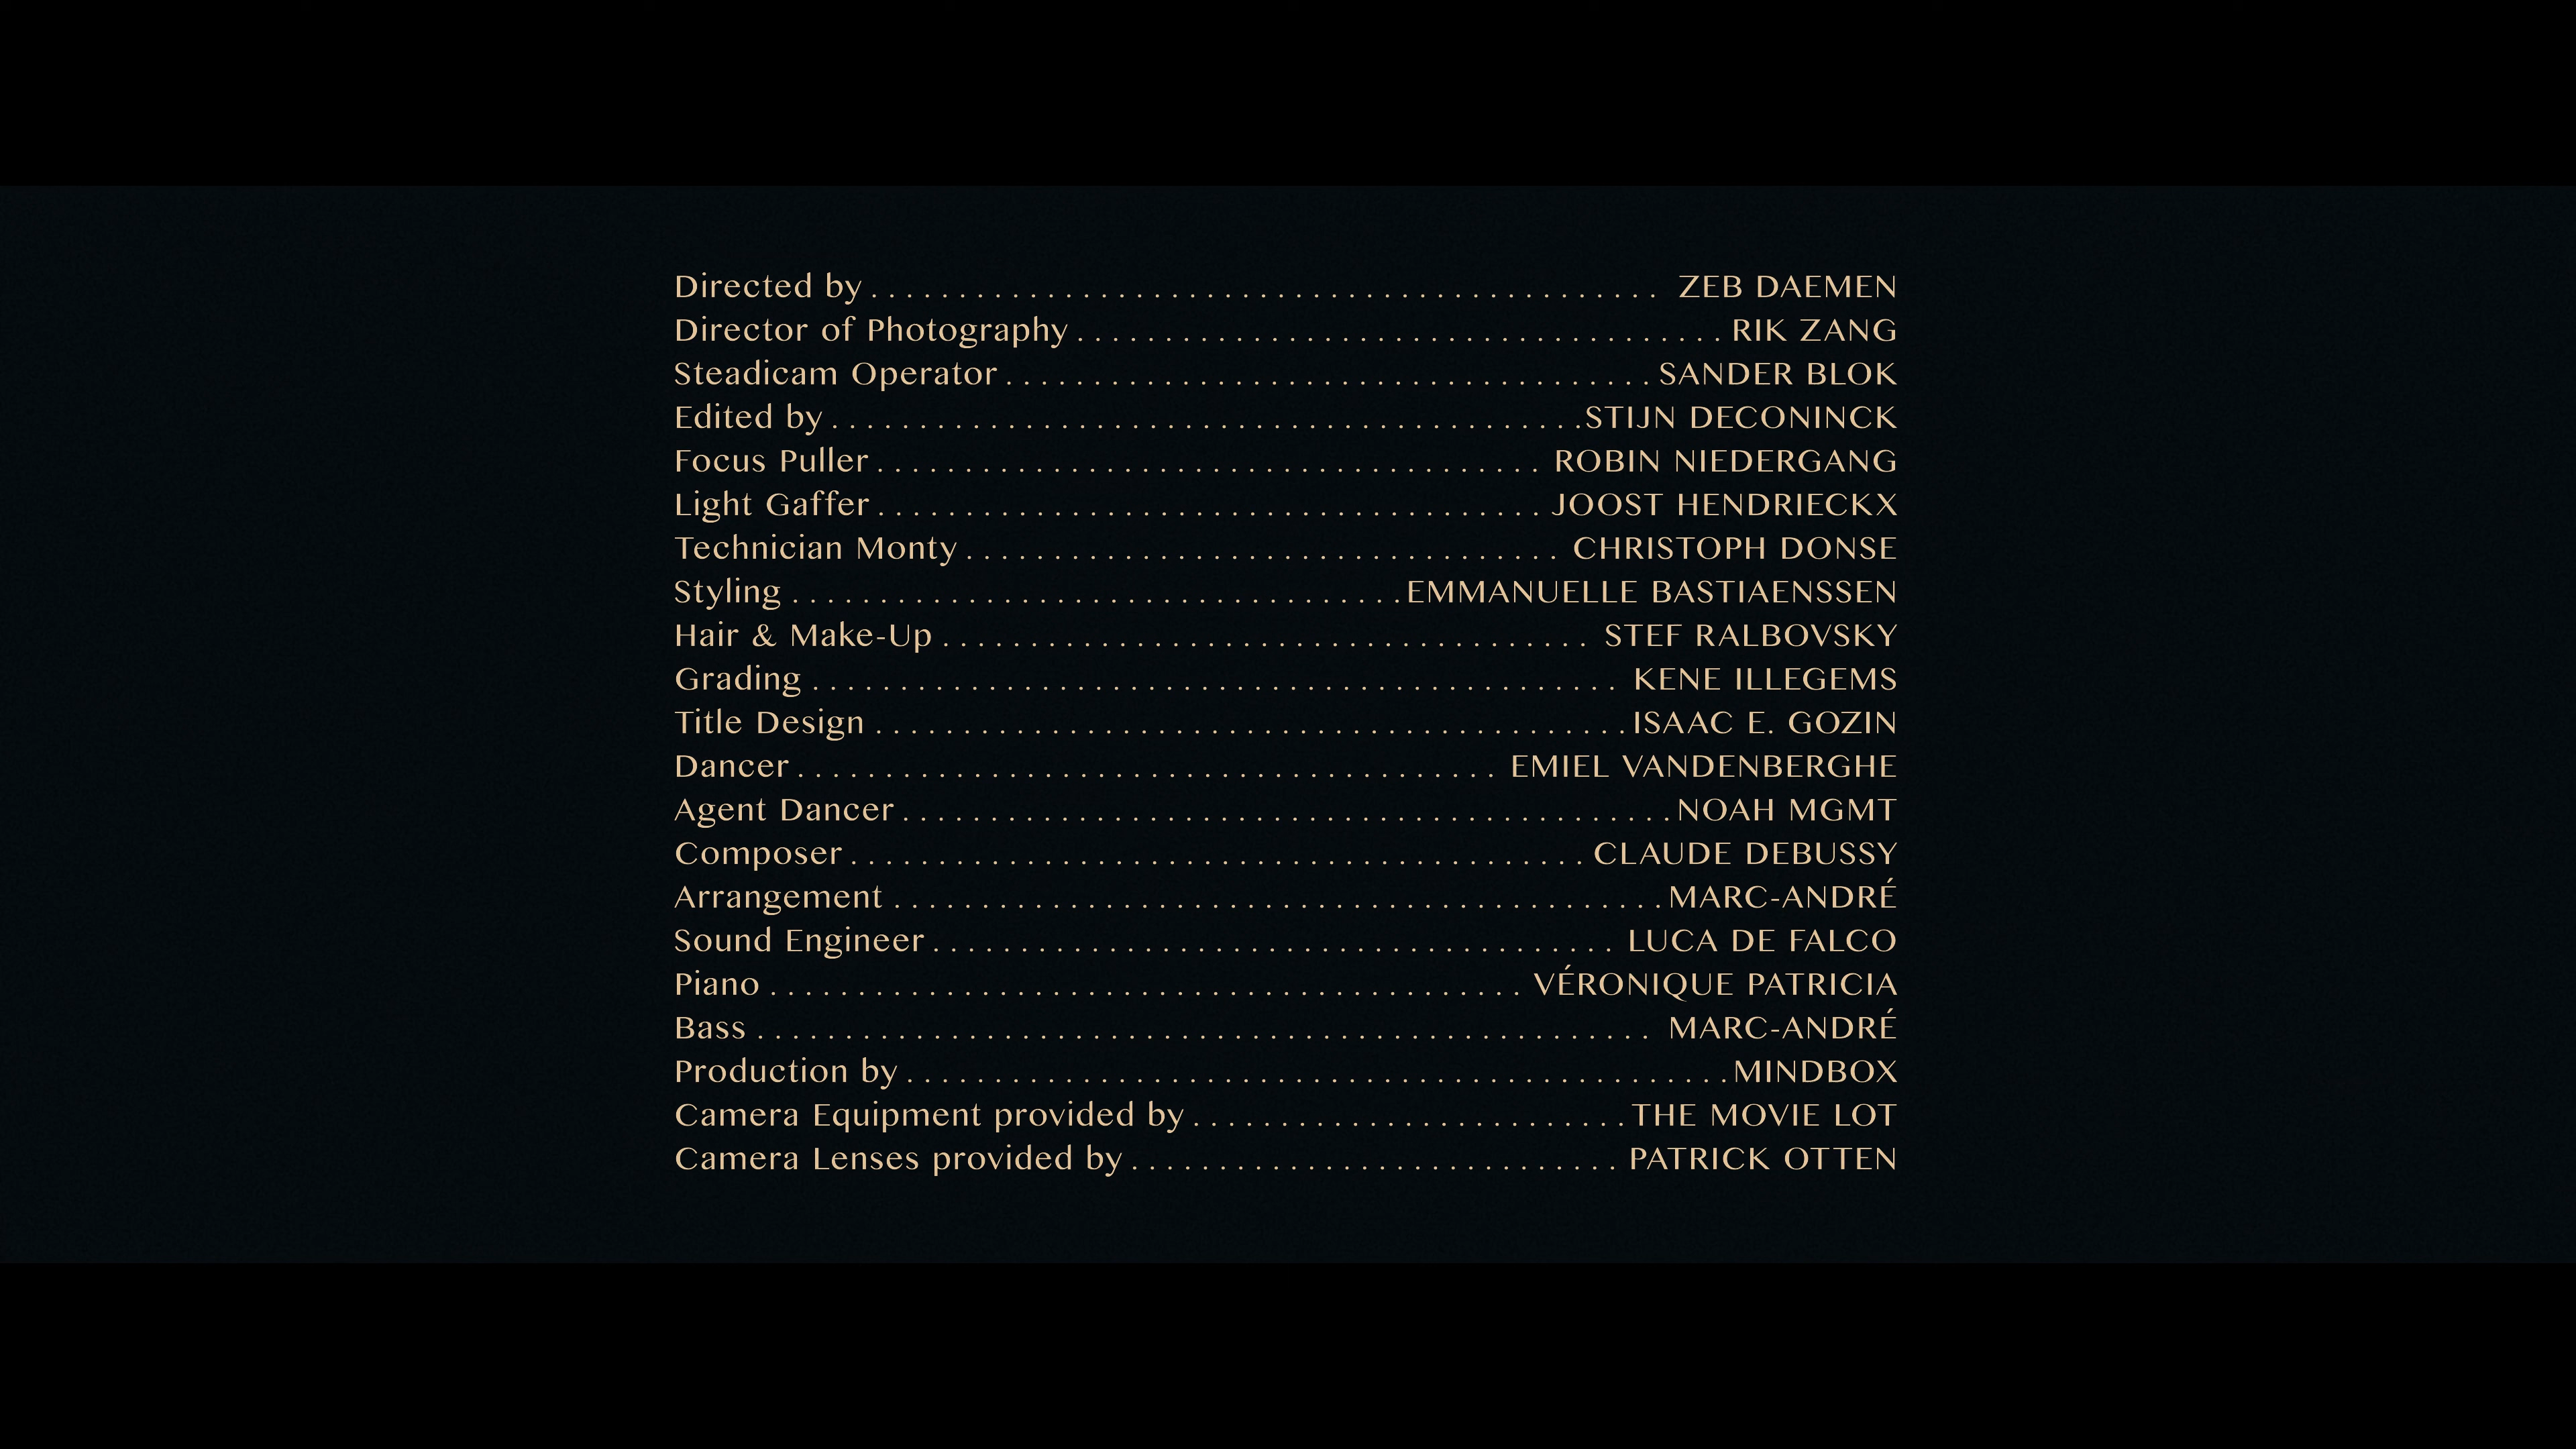 Directed by . . . . . . . . . . . . . . . . . . . . . . . . . . . . . . . . . . . . . . . . . . . . . ZEB DAEMEN
Director of Photography . . . . . . . . . . . . . . . . . . . . . . . . . . . . . . . . . . . . . RIK ZANG
Steadicam Operator . . . . . . . . . . . . . . . . . . . . . . . . . . . . . . . . . . . . . SANDER BLOK
Edited by . . . . . . . . . . . . . . . . . . . . . . . . . . . . . . . . . . . . . . . . . . . STIJN DECONINCK
Focus Puller . . . . . . . . . . . . . . . . . . . . . . . . . . . . . . . . . . . . . . ROBIN NIEDERGANG
Light Gaffer . . . . . . . . . . . . . . . . . . . . . . . . . . . . . . . . . . . . . . JOOST HENDRIECKX
Technician Monty . . . . . . . . . . . . . . . . . . . . . . . . . . . . . . . . . . CHRISTOPH DONSE
Styling . . . . . . . . . . . . . . . . . . . . . . . . . . . . . . . . . . . EMMANUELLE BASTIAENSSEN
Hair & Make-Up . . . . . . . . . . . . . . . . . . . . . . . . . . . . . . . . . . . . . STEF RALBOVSKY
Grading . . . . . . . . . . . . . . . . . . . . . . . . . . . . . . . . . . . . . . . . . . . . . . KENE ILLEGEMS
Title Design . . . . . . . . . . . . . . . . . . . . . . . . . . . . . . . . . . . . . . . . . . . ISAAC E. GOZIN
Dancer . . . . . . . . . . . . . . . . . . . . . . . . . . . . . . . . . . . . . . . . EMIEL VANDENBERGHE
Agent Dancer . . . . . . . . . . . . . . . . . . . . . . . . . . . . . . . . . . . . . . . . . . . . NOAH MGMT
Composer . . . . . . . . . . . . . . . . . . . . . . . . . . . . . . . . . . . . . . . . . . CLAUDE DEBUSSY
Arrangement . . . . . . . . . . . . . . . . . . . . . . . . . . . . . . . . . . . . . . . . . . . . MARC-ANDRÉ
Sound Engineer . . . . . . . . . . . . . . . . . . . . . . . . . . . . . . . . . . . . . . . LUCA DE FALCO
Piano . . . . . . . . . . . . . . . . . . . . . . . . . . . . . . . . . . . . . . . . . . . VÉRONIQUE PATRICIA
Bass . . . . . . . . . . . . . . . . . . . . . . . . . . . . . . . . . . . . . . . . . . . . . . . . . . . MARC-ANDRÉ
Production by . . . . . . . . . . . . . . . . . . . . . . . . . . . . . . . . . . . . . . . . . . . . . . . MINDBOX
Camera Equipment provided by . . . . . . . . . . . . . . . . . . . . . . . . . THE MOVIE LOT
Camera Lenses provided by . . . . . . . . . . . . . . . . . . . . . . . . . . . . PATRICK OTTEN